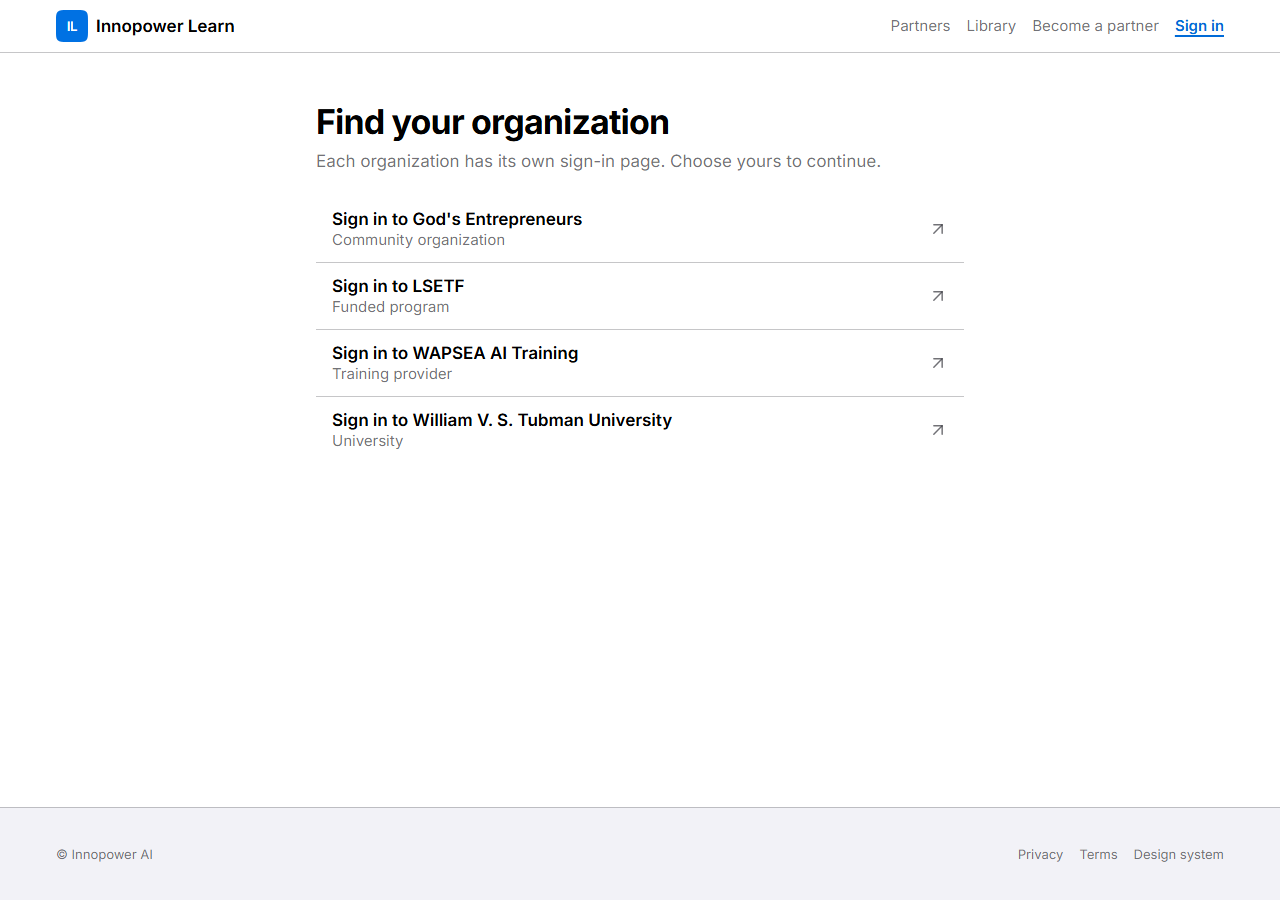 IL Innopower Learn
Partners Library Become a partner Sign in
Find your organization
Each organization has its own sign-in page. Choose yours to continue.
Sign in to God's Entrepreneurs
Community organization
Sign in to LSETF
Funded program
Sign in to WAPSEA AI Training
Training provider
Sign in to William V. S. Tubman University
University
© Innopower AI
Privacy Terms Design system